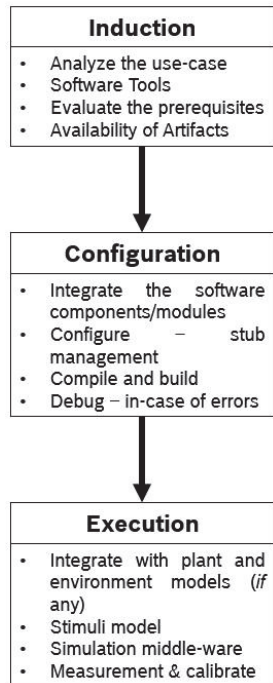 Induction
• Analyze the use-case
• Software Tools
• Evaluate the prerequisites
• Availability of Artifacts
Configuration
• Integrate the software
components/modules
• Configure – stub
management
• Compile and build
• Debug – in-case of errors
Execution
• Integrate with plant and
environment models (if
any)
• Stimuli model
• Simulation middle-ware
• Measurement & calibrate